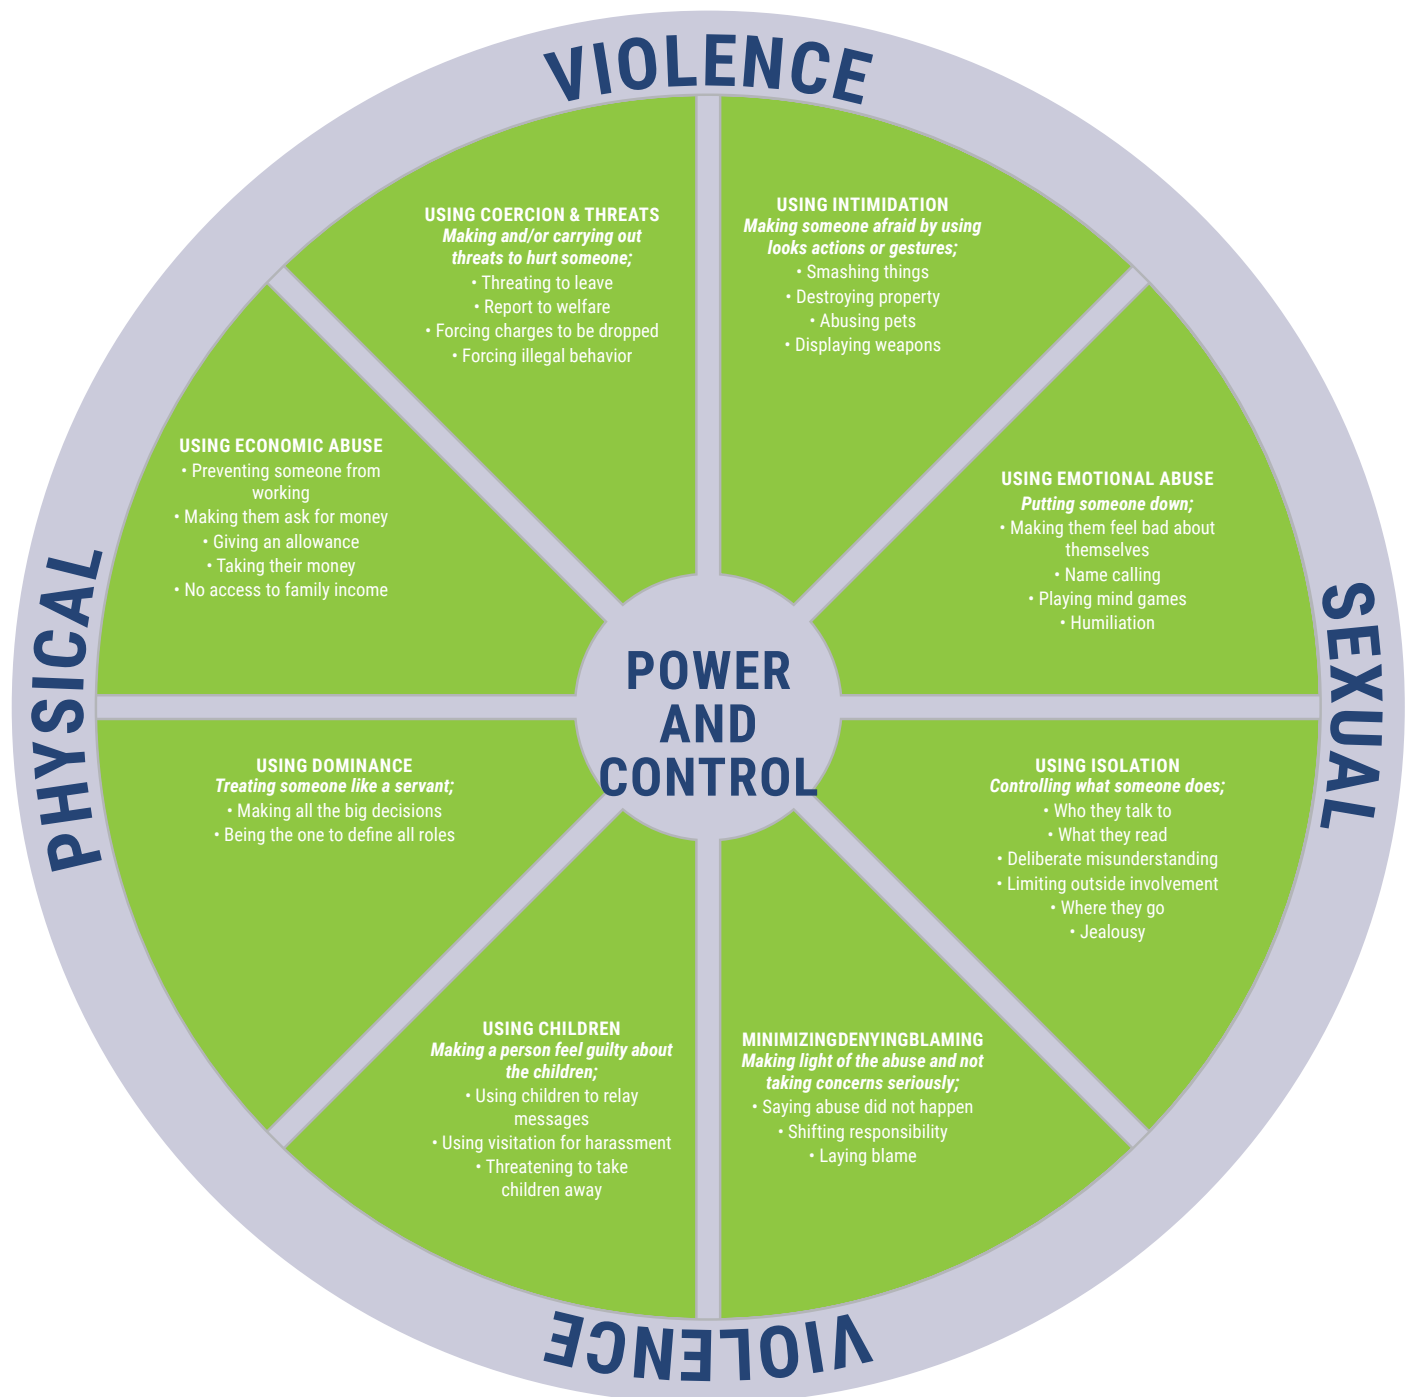 VIOLENCE
USING COERCION & THREATS
Making and/or carrying out
threats to hurt someone;
• Threating to leave
• Report to welfare
• Forcing charges to be dropped
• Forcing illegal behavior
USING INTIMIDATION
Making someone afraid by using
looks actions or gestures;
• Smashing things
• Destroying property
• Abusing pets
• Displaying weapons
USING ECONOMIC ABUSE
• Preventing someone from
working
• Making them ask for money
• Giving an allowance
• Taking their money
• No access to family income
USING EMOTIONAL ABUSE
Putting someone down;
• Making them feel bad about
themselves
• Name calling
• Playing mind games
• Humiliation
PHYSICAL
POWER
AND
CONTROL
SEXUAL
USING DOMINANCE
Treating someone like a servant;
• Making all the big decisions
• Being the one to define all roles
USING ISOLATION
Controlling what someone does;
• Who they talk to
• What they read
• Deliberate misunderstanding
• Limiting outside involvement
• Where they go
• Jealousy
USING CHILDREN
Making a person feel guilty about
the children;
• Using children to relay
messages
• Using visitation for harassment
• Threatening to take
children away
MINIMIZINGDENYINGBLAMING
Making light of the abuse and not
taking concerns seriously;
• Saying abuse did not happen
• Shifting responsibility
• Laying blame
VIOLENCE